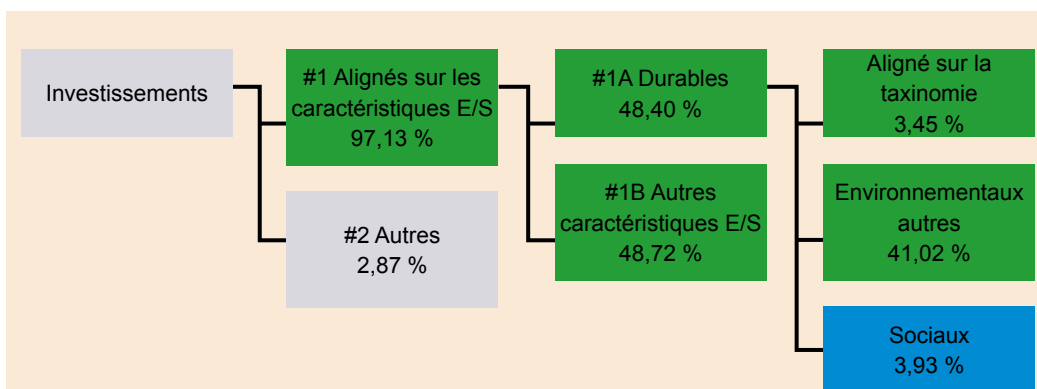 Investissements
#1 Alignés sur les
caractéristiques E/S
97,13 %
#2 Autres
2,87 %
#1A Durables
48,40 %
#1B Autres
caractéristiques E/S
48,72 %
Aligné sur la
taxinomie
3,45 %
Environnementaux
autres
41,02 %
Sociaux
3,93 %